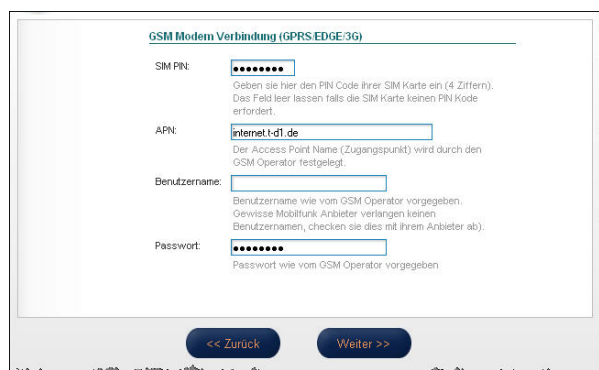 GSM Modem Verbindung (GPRS/EDGE/3G)
SIM PIN:
●●●●●●●●
Geben sie hier den PIN Code ihrer SIM Karte ein (4 Ziffern).
Das Feld leer lassen falls die SIM Karte keinen PIN Kode
erfordert.
APN:
internet.t-d1.de
Der Access Point Name (Zugangspunkt) wird durch den
GSM Operator festgelegt.
Benutzername:
Benutzername wie vom GSM Operator vorgegeben.
Gewisse Mobilfunk Anbieter verlangen keinen
Benutzernamen, checken sie dies mit ihrem Anbieter ab).
Passwort:
●●●●●●●●
Passwort wie vom GSM Operator vorgegeben
<< Zurück
Weiter >>